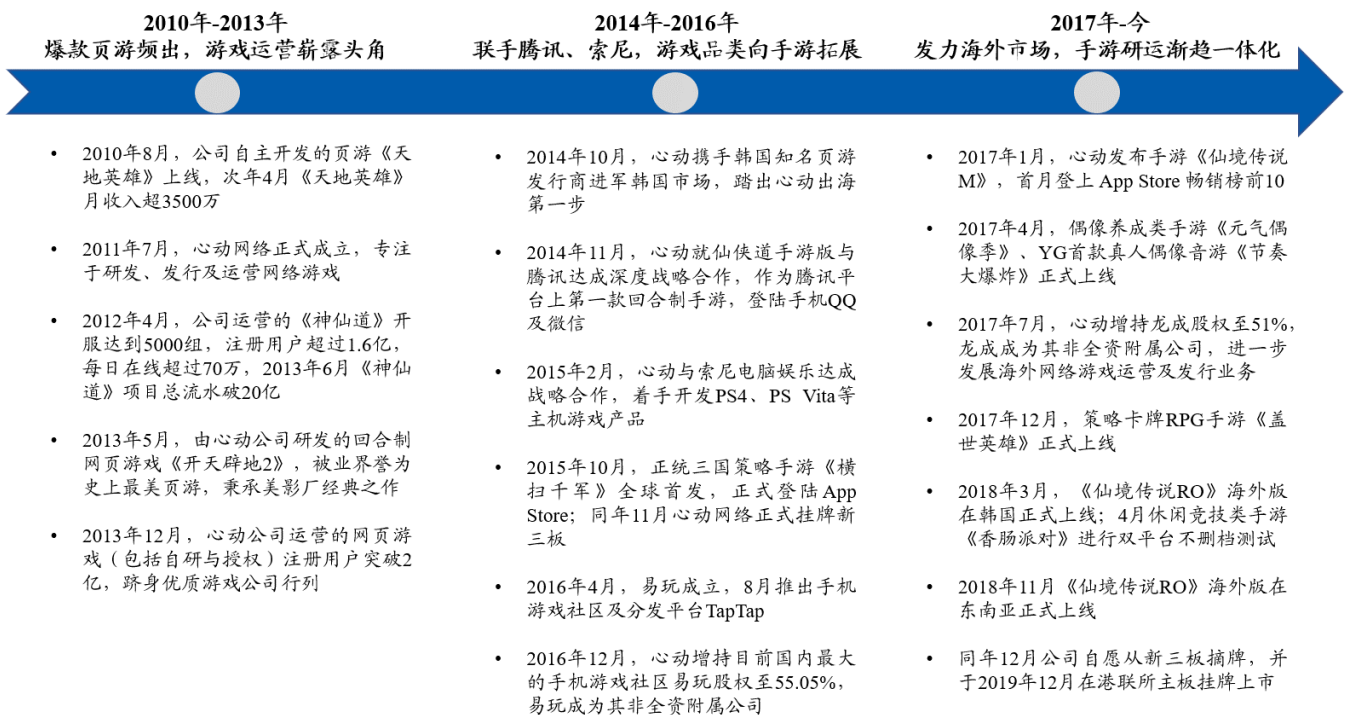 2010年-2013年
爆款页游频出，游戏运营崭露头角
2010年8月，公司自主开发的页游《天
地英雄》上线，次年4月《天地英雄》
月收入超3500万
2011年7月，心动网络正式成立，专注
于研发、发行及运营网络游戏
2012年4月，公司运营的《神仙道》开
服达到5000组，注册用户超过1.6亿，
每日在线超过70万，2013年6月《神仙
道》项目总流水破20亿
2013年5月，由心动公司研发的回合制
网页游戏《开天辟地2》，被业界誉为
史上最美页游，秉承美影厂经典之作
2013年12月，心动公司运营的网页游
戏（包括自研与授权）注册用户突破2
亿，跻身优质游戏公司行列
2014年-2016年
联手腾讯、索尼，游戏品类向手游拓展
2014年10月，心动携手韩国知名页游
发行商进军韩国市场，踏出心动出海
第一步
2014年11月，心动就仙侠道手游版与
腾讯达成深度战略合作，作为腾讯平
台上第一款回合制手游，登陆手机QQ
及微信
2015年2月，心动与索尼电脑娱乐达成
战略合作，着手开发PS4、PS Vita等
主机游戏产品
2015年10月，正统三国策略手游《横
扫千军》全球首发，正式登陆App
Store；同年11月心动网络正式挂牌新
三板
2016年4月，易玩成立，8月推出手机
游戏社区及分发平台TapTap
2016年12月，心动增持目前国内最大
的手机游戏社区易玩股权至55.05%，
易玩成为其非全资附属公司
2017年-今
发力海外市场，手游研运渐趋一体化
2017年1月，心动发布手游《仙境传说
M》，首月登上 App Store 畅销榜前10
2017年4月，偶像养成类手游《元气偶
像季》、YG首款真人偶像音游《节奏
大爆炸》正式上线
2017年7月，心动增持龙成股权至51%，
龙成成为其非全资附属公司，进一步
发展海外网络游戏运营及发行业务
2017年12月，策略卡牌RPG手游《盖
世英雄》正式上线
2018年3月，《仙境传说RO》海外版
在韩国正式上线；4月休闲竞技类手游
《香肠派对》进行双平台不删档测试
2018年11月《仙境传说RO》海外版在
东南亚正式上线
同年12月公司自愿从新三板摘牌，并
于2019年12月在港联所主板挂牌上市